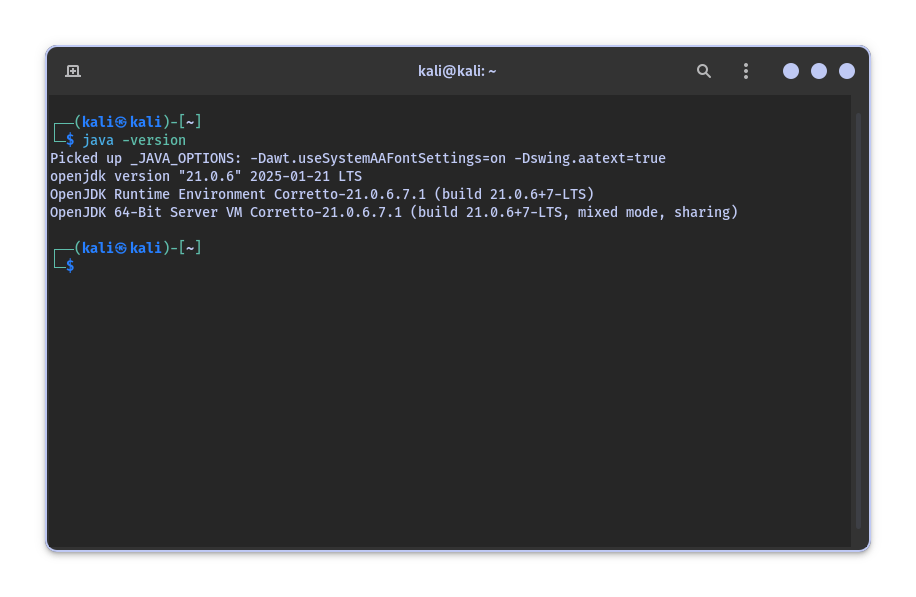 kali@kali: ~
┌──(kali㉿kali)-[~]
└─$ java -version
Picked up _JAVA_OPTIONS: -Dawt.useSystemAAFontSettings=on -Dswing.aatext=true
openjdk version "21.0.6" 2025-01-21 LTS
OpenJDK Runtime Environment Corretto-21.0.6.7.1 (build 21.0.6+7-LTS)
OpenJDK 64-Bit Server VM Corretto-21.0.6.7.1 (build 21.0.6+7-LTS, mixed mode, sharing)
┌──(kali㉿kali)-[~]
└─$